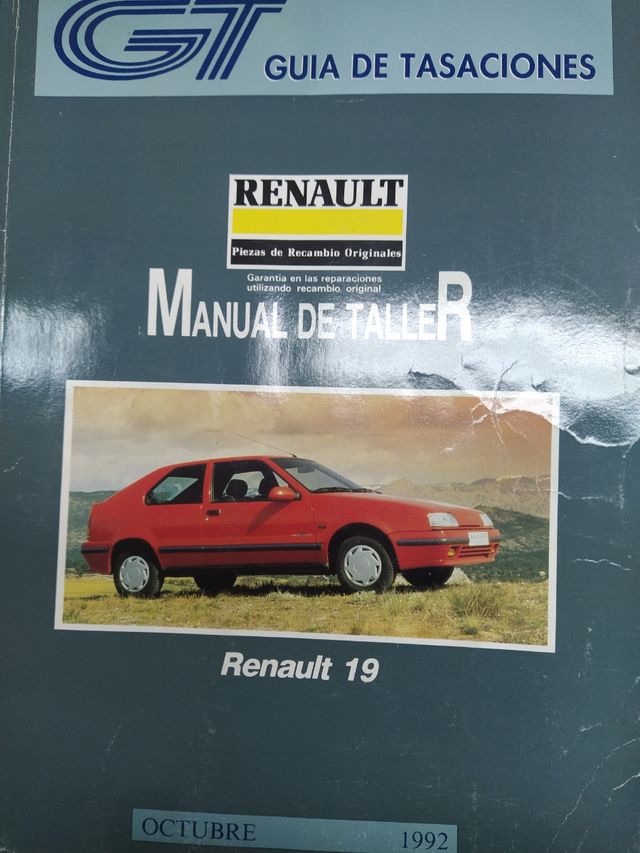 GT GUIA DE TASACIONES
RENAULT
Piezas de Recambio Originales
Garantia en las reparaciones
utilizando recambio original
MANUAL DE TALLER
Renault 19
OCTUBRE 1992